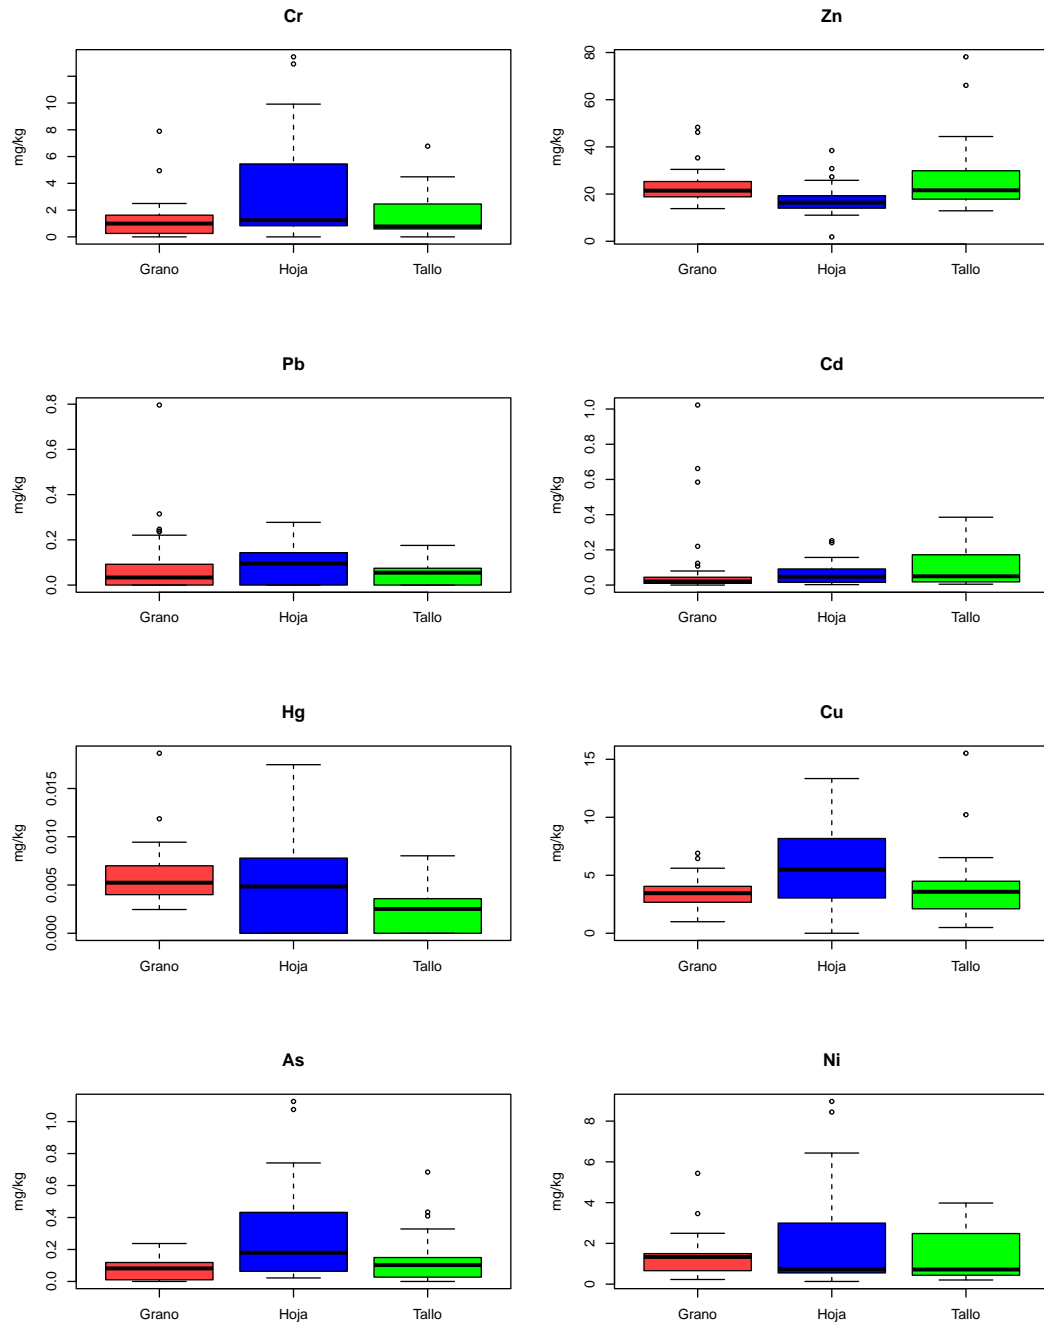 Cr
mg/kg
0 2 4 6 8 10
Grano Hoja Tallo
Zn
mg/kg
0 20 40 60 80
Grano Hoja Tallo
Pb
mg/kg
0.0 0.2 0.4 0.6 0.8
Grano Hoja Tallo
Cd
mg/kg
0.0 0.2 0.4 0.6 0.8 1.0
Grano Hoja Tallo
Hg
mg/kg
0.000 0.005 0.010 0.015
Grano Hoja Tallo
Cu
mg/kg
0 5 10 15
Grano Hoja Tallo
As
mg/kg
0.0 0.2 0.4 0.6 0.8 1.0
Grano Hoja Tallo
Ni
mg/kg
0 2 4 6 8
Grano Hoja Tallo